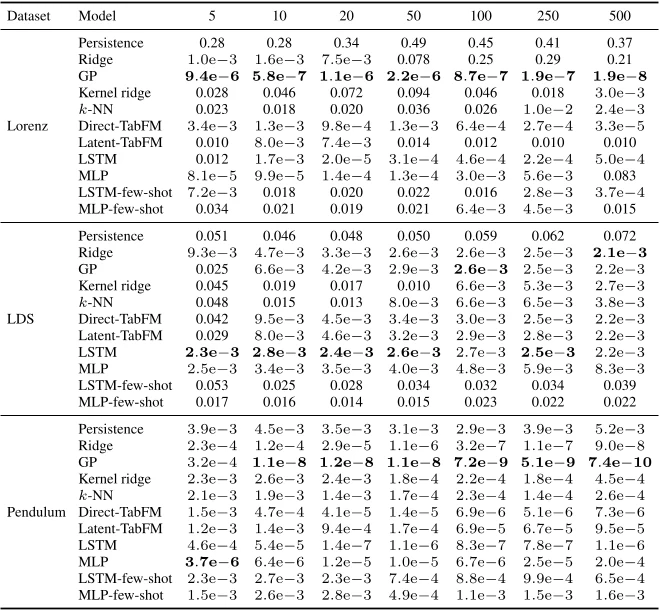 Dataset Model 5 10 20 50 100 250 500
Persistence 0.28 0.28 0.34 0.49 0.45 0.41 0.37
Ridge 1.0e−3 1.6e−3 7.5e−3 0.078 0.25 0.29 0.21
GP 9.4e−6 5.8e−7 1.1e−6 2.2e−6 8.7e−7 1.9e−7 1.9e−8
Kernel ridge 0.028 0.046 0.072 0.094 0.046 0.018 3.0e−3
k-NN 0.023 0.018 0.020 0.036 0.026 1.0e−2 2.4e−3
Lorenz Direct-TabFM 3.4e−3 1.3e−3 9.8e−4 1.3e−3 6.4e−4 2.7e−4 3.3e−5
Latent-TabFM 0.010 8.0e−3 7.4e−3 0.014 0.012 0.010 0.010
LSTM 0.012 1.7e−3 2.0e−5 3.1e−4 4.6e−4 2.2e−4 5.0e−4
MLP 8.1e−5 9.9e−5 1.4e−4 1.3e−4 3.0e−3 5.6e−3 0.083
LSTM-few-shot 7.2e−3 0.018 0.020 0.022 0.016 2.8e−3 3.7e−4
MLP-few-shot 0.034 0.021 0.019 0.021 6.4e−3 4.5e−3 0.015
Persistence 0.051 0.046 0.048 0.050 0.059 0.062 0.072
Ridge 9.3e−3 4.7e−3 3.3e−3 2.6e−3 2.6e−3 2.5e−3 2.1e−3
GP 0.025 6.6e−3 4.2e−3 2.9e−3 2.6e−3 2.5e−3 2.2e−3
Kernel ridge 0.045 0.019 0.017 0.010 6.6e−3 5.3e−3 2.7e−3
k-NN 0.048 0.015 0.013 8.0e−3 6.6e−3 6.5e−3 3.8e−3
LDS Direct-TabFM 0.042 9.5e−3 4.5e−3 3.4e−3 3.0e−3 2.5e−3 2.2e−3
Latent-TabFM 0.029 8.0e−3 4.6e−3 3.2e−3 2.9e−3 2.8e−3 2.2e−3
LSTM 2.3e−3 2.8e−3 2.4e−3 2.6e−3 2.7e−3 2.5e−3 2.2e−3
MLP 2.5e−3 3.4e−3 3.5e−3 4.0e−3 4.8e−3 5.9e−3 8.3e−3
LSTM-few-shot 0.053 0.025 0.028 0.034 0.032 0.034 0.039
MLP-few-shot 0.017 0.016 0.014 0.015 0.023 0.022 0.022
Persistence 3.9e−3 4.5e−3 3.5e−3 3.1e−3 2.9e−3 3.9e−3 5.2e−3
Ridge 2.3e−4 1.2e−4 2.9e−5 1.1e−6 3.2e−7 1.1e−7 9.0e−8
GP 3.2e−4 1.1e−8 1.2e−8 1.1e−8 7.2e−9 5.1e−9 7.4e−10
Kernel ridge 2.3e−3 2.6e−3 2.4e−3 1.8e−4 2.2e−4 1.8e−4 4.5e−4
k-NN 2.1e−3 1.9e−3 1.4e−3 1.7e−4 2.3e−4 1.4e−4 2.6e−4
Pendulum Direct-TabFM 1.5e−3 4.7e−4 4.1e−5 1.4e−5 6.9e−6 5.1e−6 7.3e−6
Latent-TabFM 1.2e−3 1.4e−3 9.4e−4 1.7e−4 6.9e−5 6.7e−5 9.5e−5
LSTM 4.6e−4 5.4e−5 1.4e−7 1.1e−6 8.3e−7 7.8e−7 1.1e−6
MLP 3.7e−6 6.4e−6 1.2e−5 1.0e−5 6.7e−6 2.5e−5 2.0e−4
LSTM-few-shot 2.3e−3 2.7e−3 2.3e−3 7.4e−4 8.8e−4 9.9e−4 6.5e−4
MLP-few-shot 1.5e−3 2.6e−3 2.8e−3 4.9e−4 1.1e−3 1.5e−3 1.6e−3